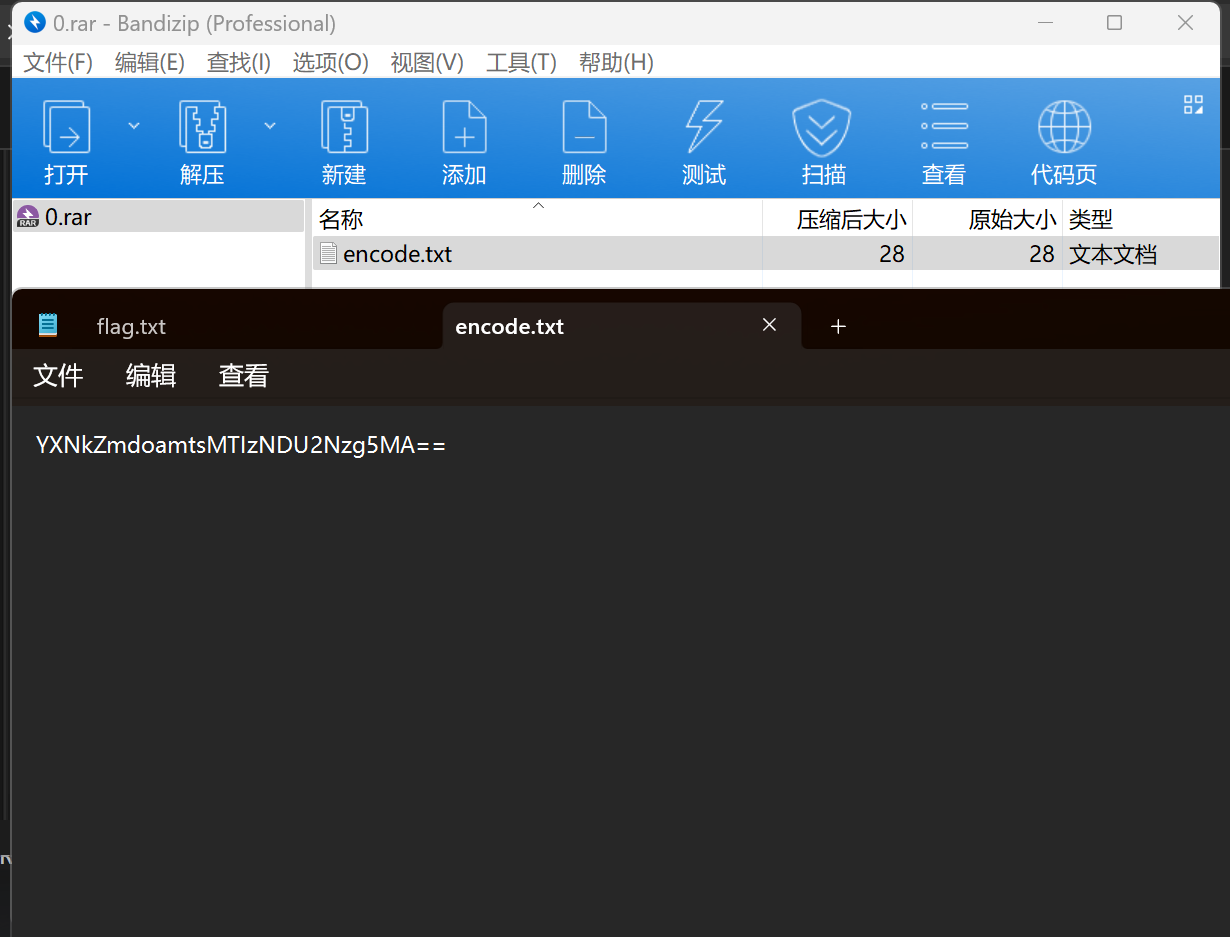 0.rar - Bandizip (Professional)
文件(F) 编辑(E) 查找(I) 选项(O) 视图(V) 工具(T) 帮助(H)
打开 解压 新建 添加 删除 测试 扫描 查看 代码页
RAR 0.rar
名称 压缩后大小 原始大小 类型
encode.txt 28 28 文本文档
flag.txt encode.txt
文件 编辑 查看
YXNkZmdoamtsMTIzNDU2Nzg5MA==